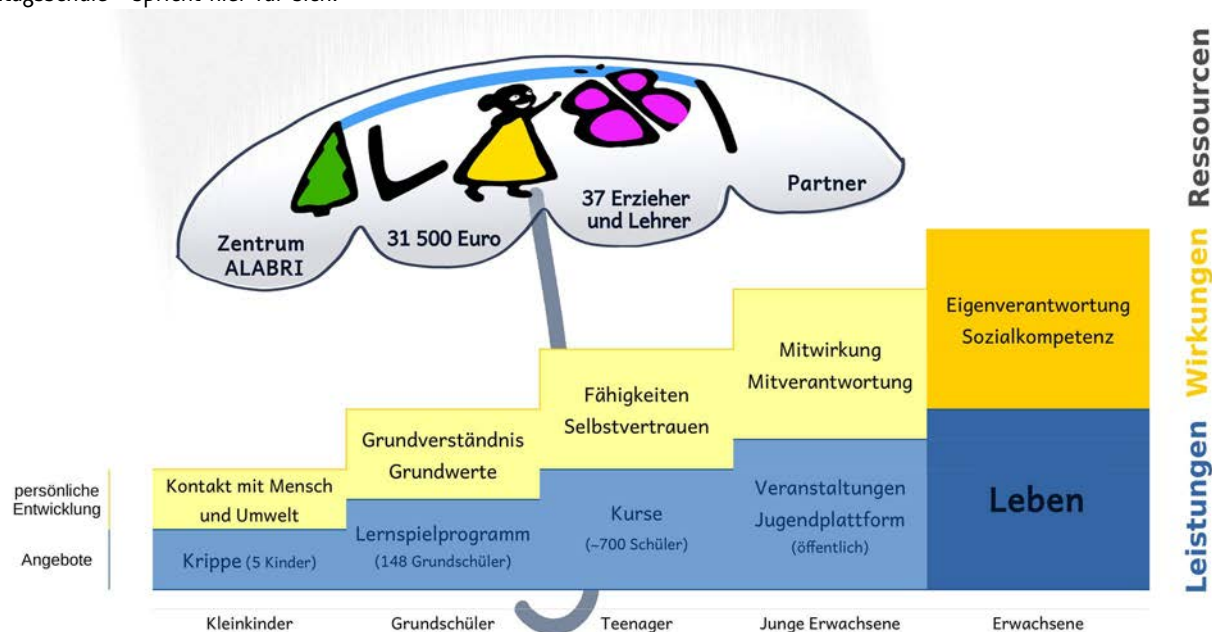 Zentrum
ALABRI
31 500 Euro
37 Erzieher
und Lehrer
Partner
Ressourcen
Wirkungen
Leistungen
Eigenverantwortung
Sozialkompetenz
Mitwirkung
Mitverantwortung
Fähigkeiten
Selbstvertrauen
Grundverständnis
Grundwerte
Kontakt mit Mensch
und Umwelt
persönliche
Entwicklung
Angebote
Krippe (5 Kinder)
Lernspielprogramm
(148 Grundschüler)
Kurse
(~700 Schüler)
Veranstaltungen
Jugendplattform
(öffentlich)
Leben
Kleinkinder
Grundschüler
Teenager
Junge Erwachsene
Erwachsene